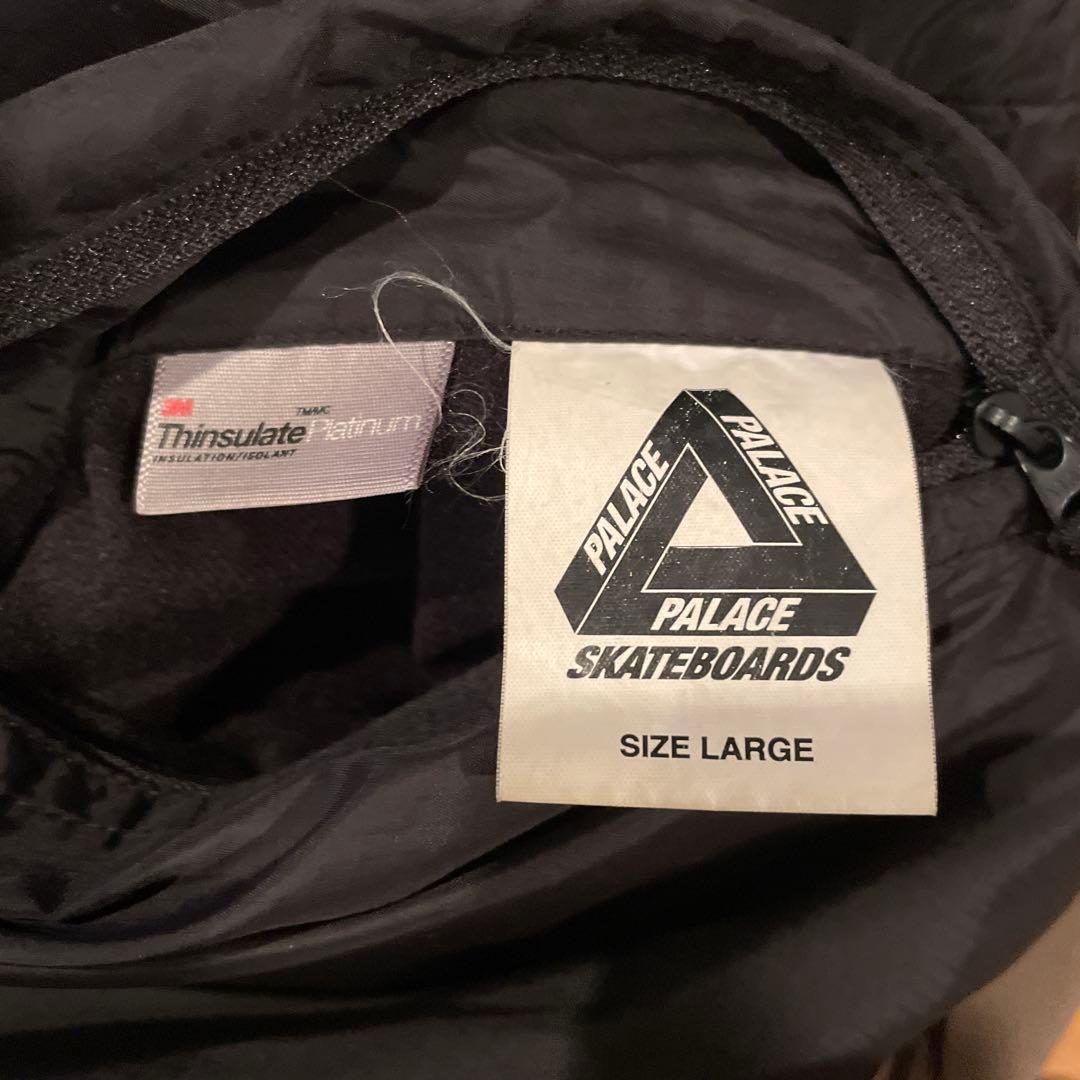 3M
TM/MC
Thinsulate Platinum
INSULATION/ISOLANT
PALACE
PALACE
PALACE
SKATEBOARDS
SIZE LARGE